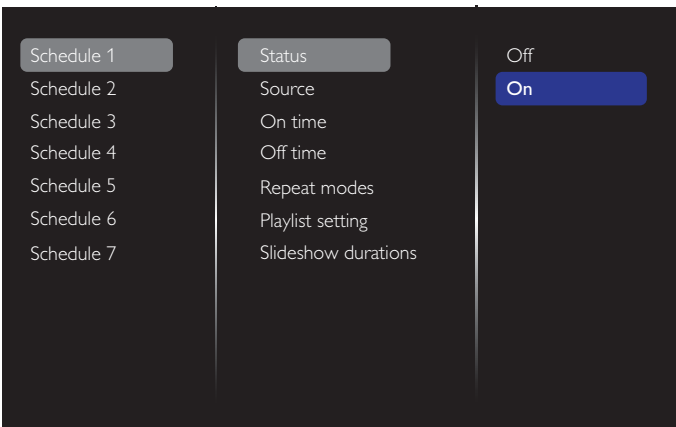 Schedule 1
Schedule 2
Schedule 3
Schedule 4
Schedule 5
Schedule 6
Schedule 7
Status
Source
On time
Off time
Repeat modes
Playlist setting
Slideshow durations
Off
On